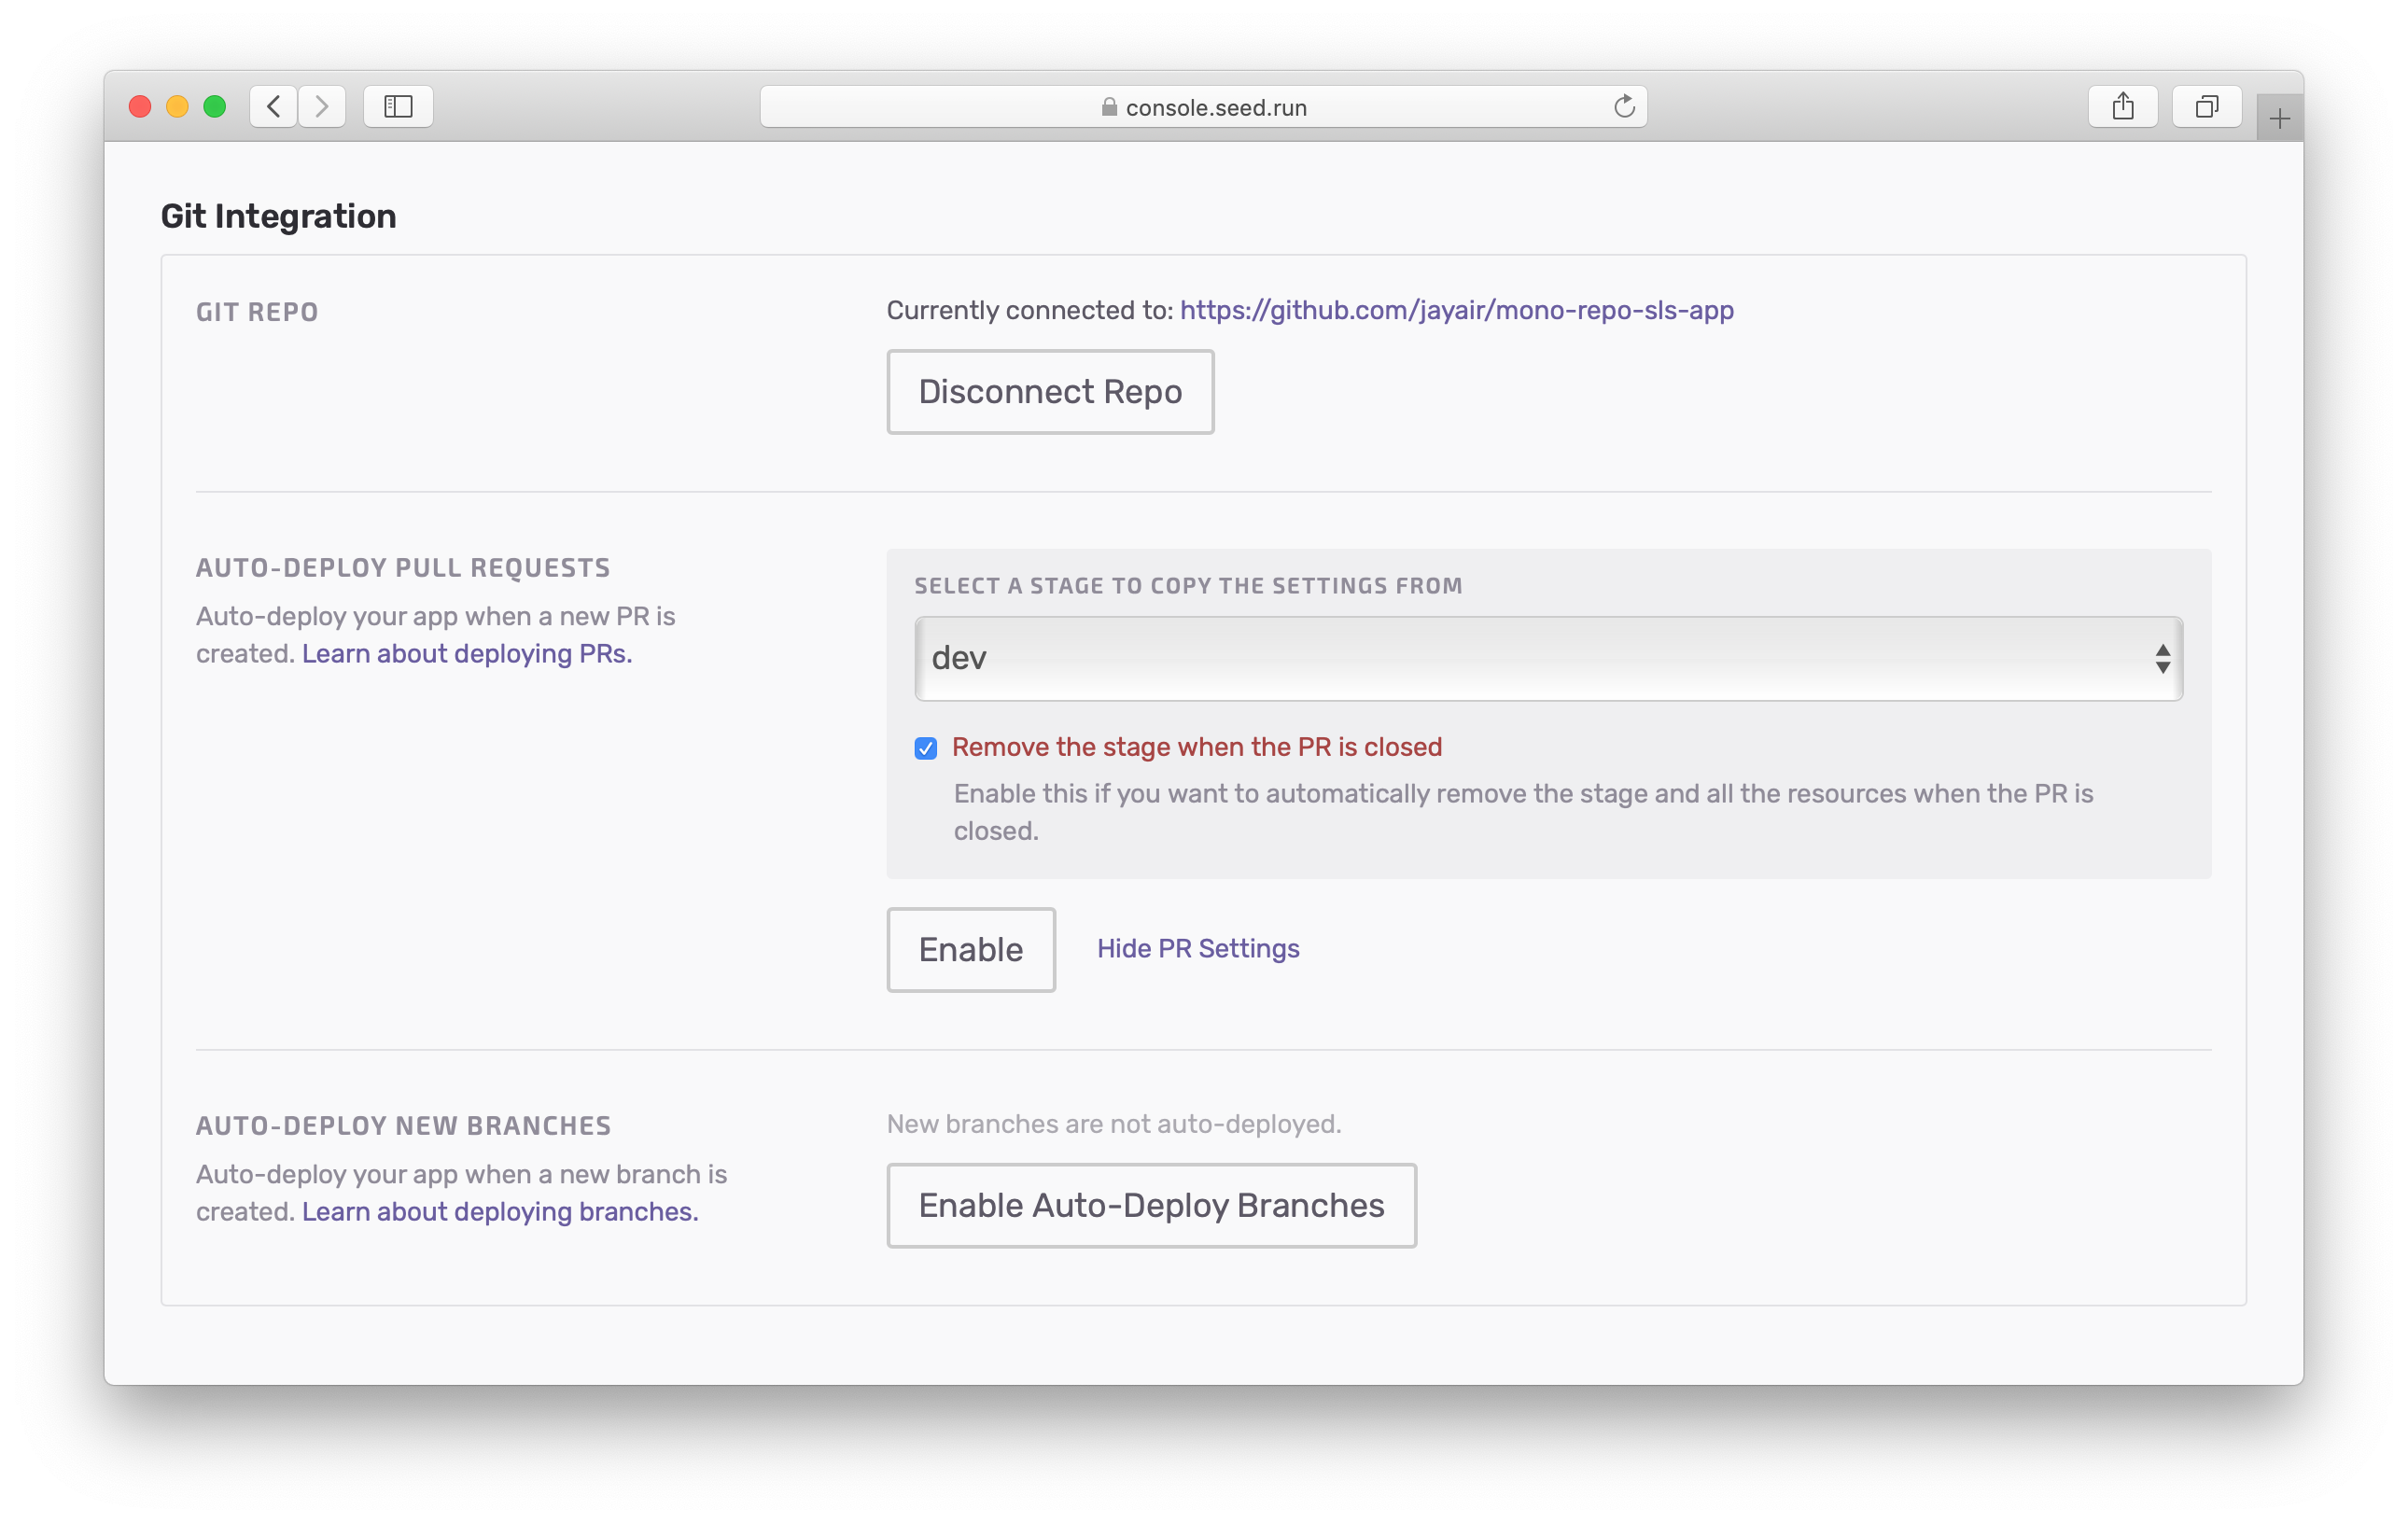 console.seed.run
Git Integration
GIT REPO
Currently connected to: https://github.com/jayair/mono-repo-sls-app
Disconnect Repo
AUTO-DEPLOY PULL REQUESTS
Auto-deploy your app when a new PR is
created. Learn about deploying PRs.
SELECT A STAGE TO COPY THE SETTINGS FROM
dev
Remove the stage when the PR is closed
Enable this if you want to automatically remove the stage and all the resources when the PR is
closed.
Enable
Hide PR Settings
AUTO-DEPLOY NEW BRANCHES
Auto-deploy your app when a new branch is
created. Learn about deploying branches.
New branches are not auto-deployed.
Enable Auto-Deploy Branches